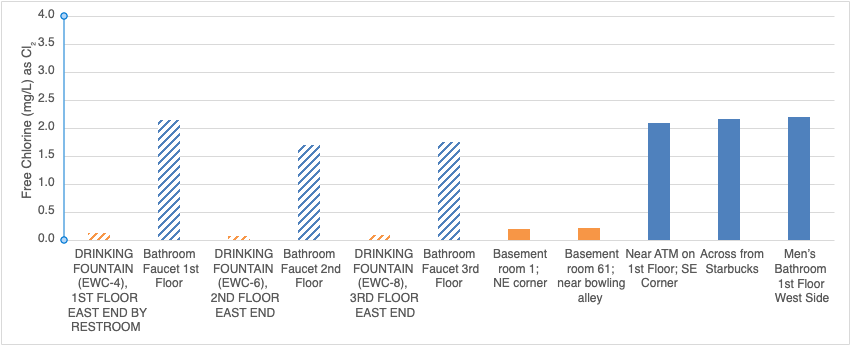 Free Chlorine (mg/L) as Cl₂
4.0
3.5
3.0
2.5
2.0
1.5
1.0
0.5
0.0
DRINKING
FOUNTAIN
(EWC-4),
1ST FLOOR
EAST END BY
RESTROOM
Bathroom
Faucet 1st
Floor
DRINKING
FOUNTAIN
(EWC-6),
2ND FLOOR
EAST END
Bathroom
Faucet 2nd
Floor
DRINKING
FOUNTAIN
(EWC-8),
3RD FLOOR
EAST END
Bathroom
Faucet 3rd
Floor
Basement
room 1;
NE corner
Basement
room 61;
near bowling
alley
Near ATM on
1st Floor; SE
Corner
Across from
Starbucks
Men's
Bathroom
1st Floor
West Side